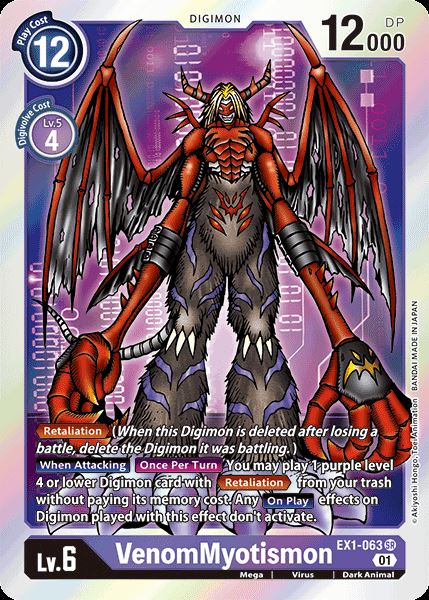 Play Cost
12
DIGIMON
DP
12000
Digivolve Cost
Lv.5
4
Retaliation (When this Digimon is deleted after losing a
battle, delete the Digimon it was battling.)
When Attacking Once Per Turn You may play 1 purple level
4 or lower Digimon card with Retaliation from your trash
without paying its memory cost. Any On Play effects on
Digimon played with this effect don't activate.
©Akiyoshi Hongo, Toei Animation BANDAI MADE IN JAPAN
Lv.6
VenomMyotismon
EX1-063 SR
01
Mega | Virus | Dark Animal